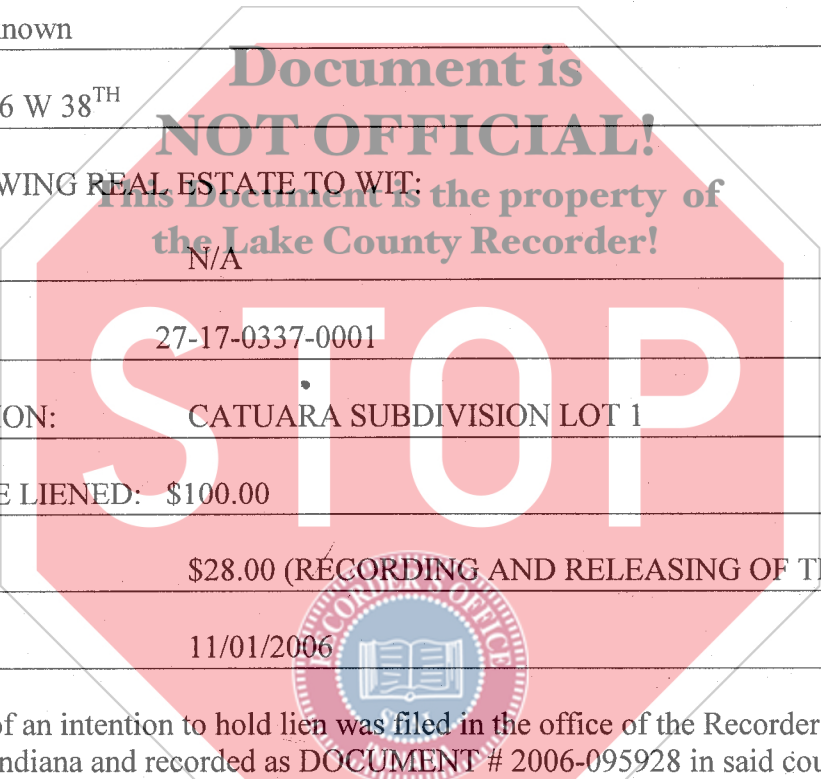 nown
Document is
6 W 38TH
NOT OFFICIAL!
WING REAL ESTATE TO WIT:
This Document is the property of
the Lake County Recorder!
N/A
STOP
27-17-0337-0001
ION: CATUARA SUBDIVISION LOT 1
E LIENED: $100.00
$28.00 (RECORDING AND RELEASING OF T
RECORDER'S OFFICE
11/01/2006
SEAL
of an intention to hold lien was filed in the office of the Recorder
ndiana and recorded as DOCUMENT # 2006-095928 in said cou